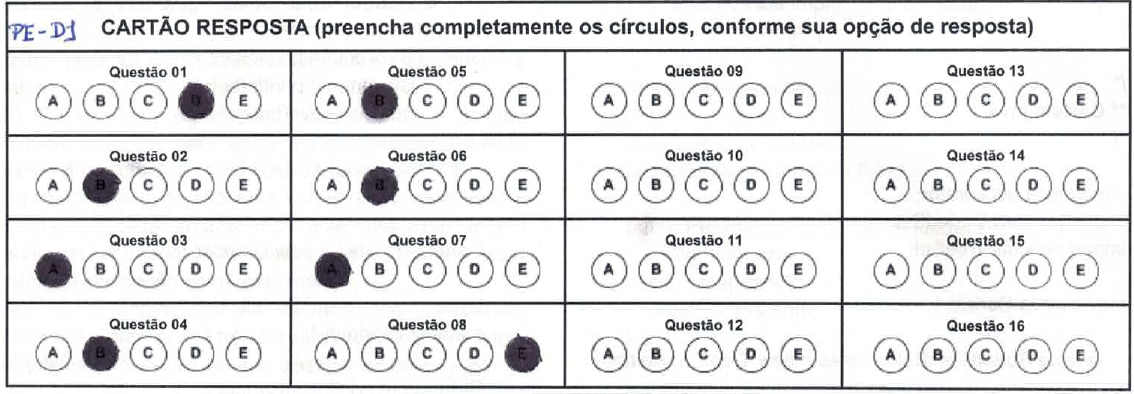 PE-D1 CARTÃO RESPOSTA (preencha completamente os círculos, conforme sua opção de resposta)
Questão 01 Questão 05 Questão 09 Questão 13
A B C D E A B C D E A B C D E A B C D E
Questão 02 Questão 06 Questão 10 Questão 14
A B C D E A B C D E A B C D E A B C D E
Questão 03 Questão 07 Questão 11 Questão 15
A B C D E A B C D E A B C D E A B C D E
Questão 04 Questão 08 Questão 12 Questão 16
A B C D E A B C D E A B C D E A B C D E